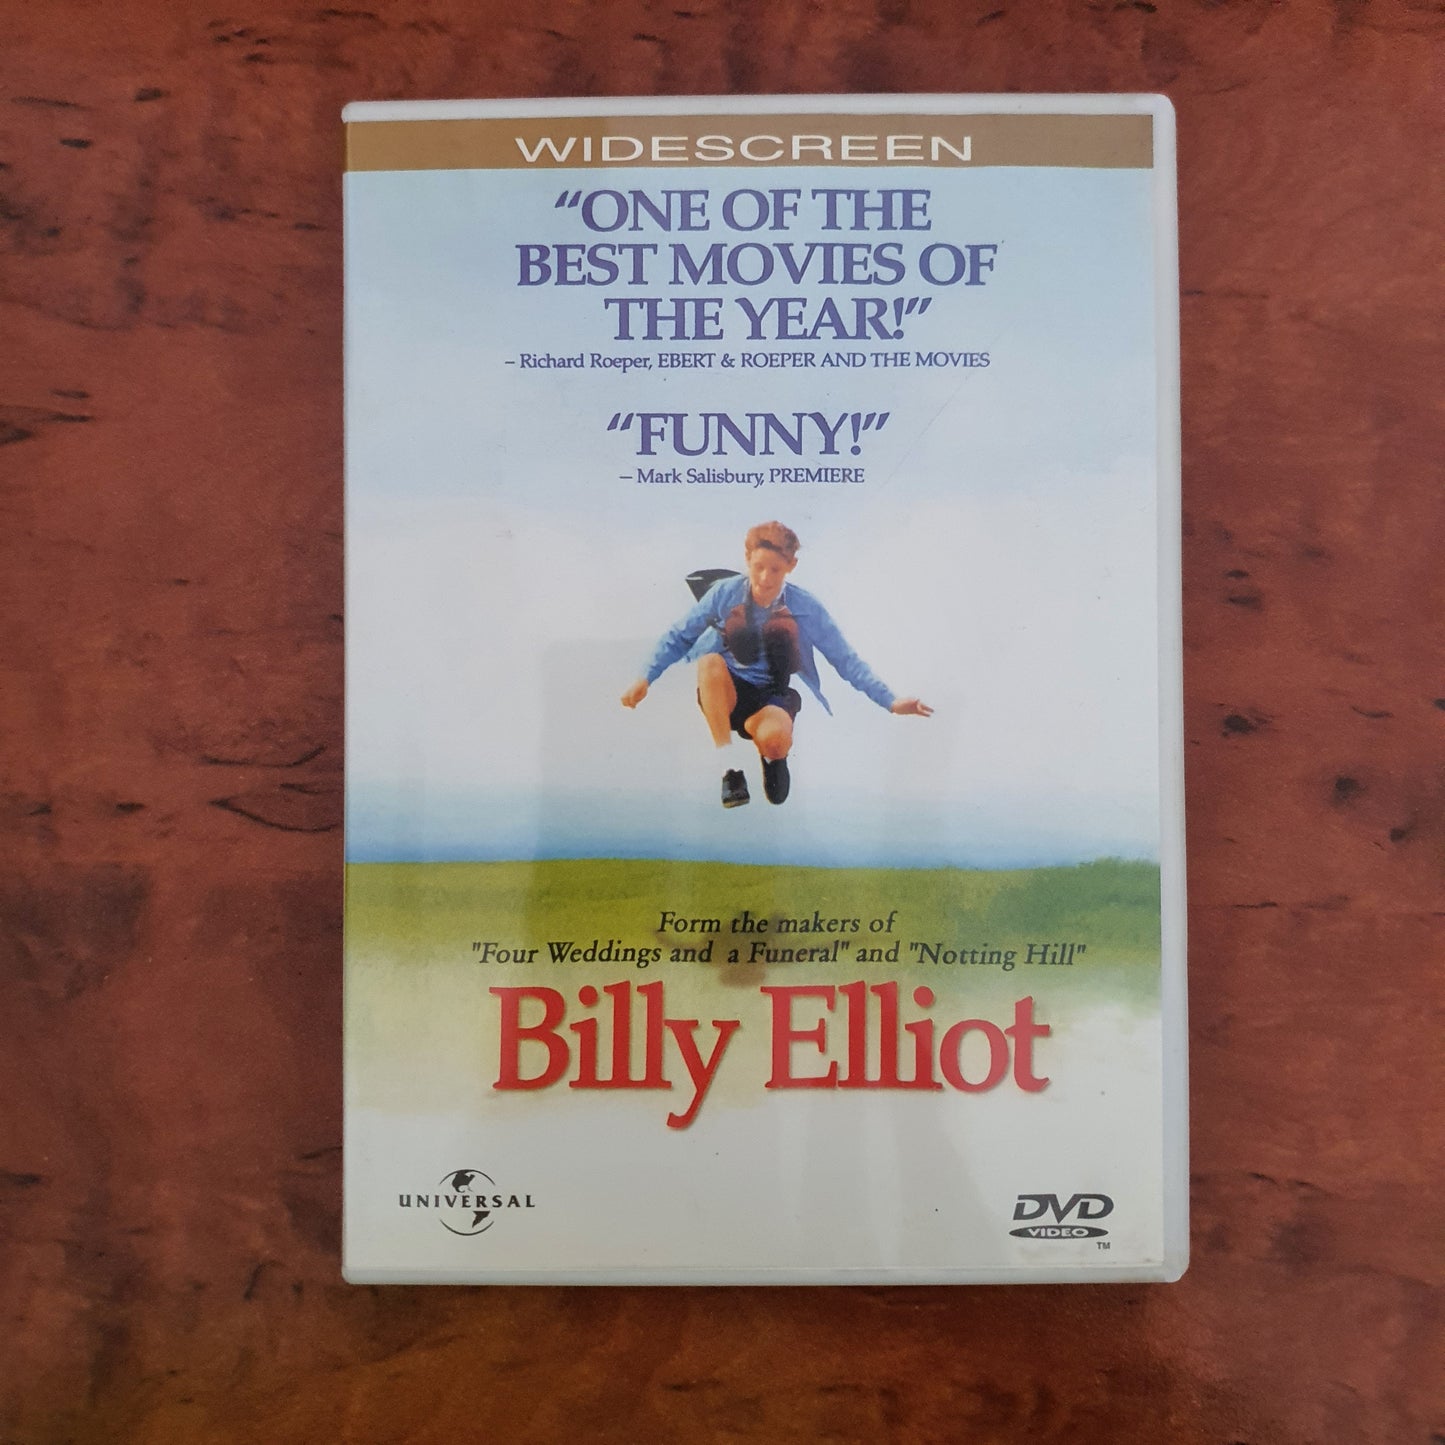 WIDESCREEN
“ONE OF THE
BEST MOVIES OF
THE YEAR!”
– Richard Roeper, EBERT & ROEPER AND THE MOVIES
“FUNNY!”
– Mark Salisbury, PREMIERE
Form the makers of
"Four Weddings and a Funeral" and "Notting Hill"
Billy Elliot
UNIVERSAL
DVD
VIDEO
TM